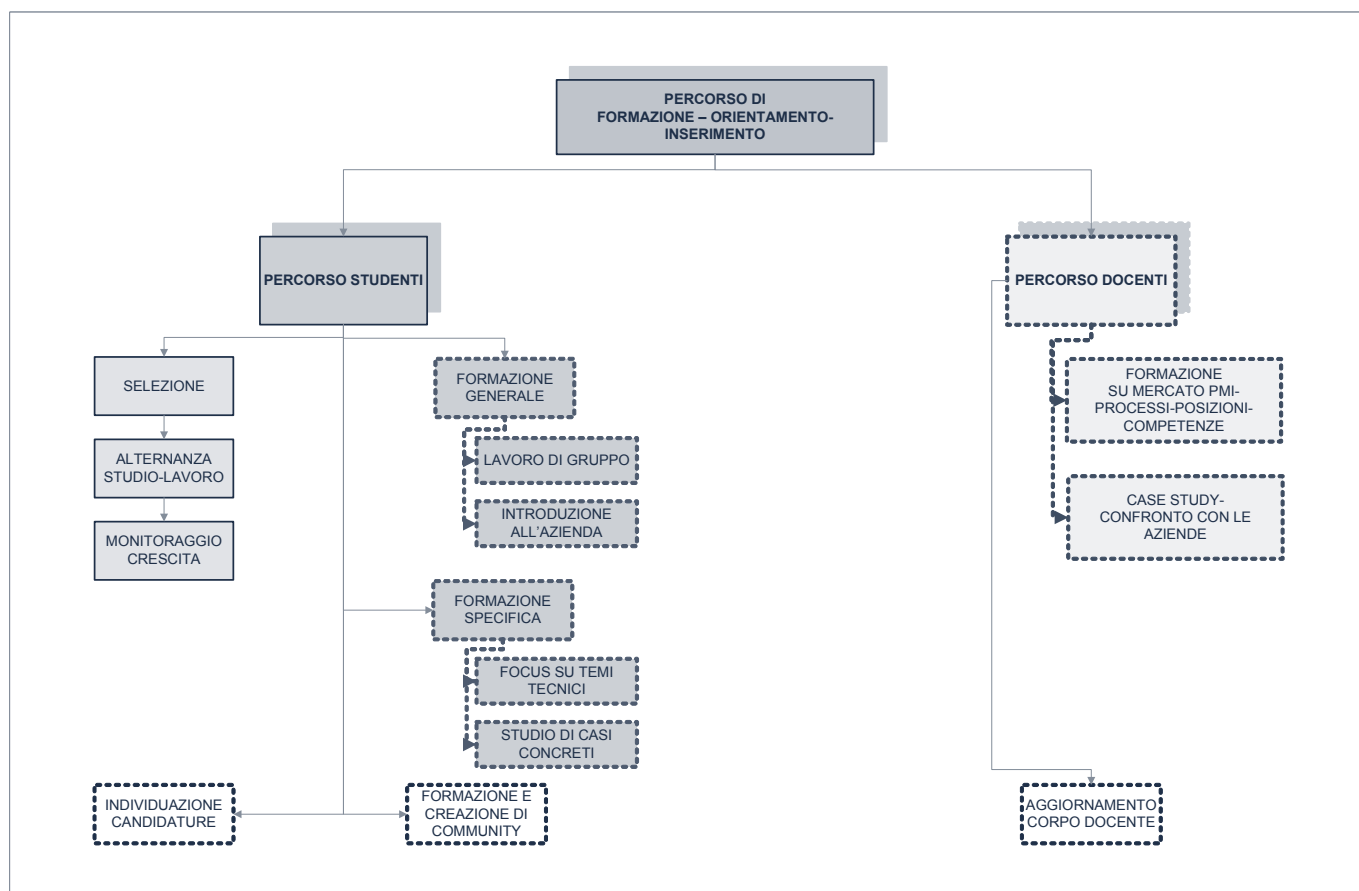 PERCORSO DI
FORMAZIONE – ORIENTAMENTO-
INSERIMENTO
PERCORSO STUDENTI
PERCORSO DOCENTI
SELEZIONE
ALTERNANZA
STUDIO-LAVORO
MONITORAGGIO
CRESCITA
FORMAZIONE
GENERALE
LAVORO DI GRUPPO
INTRODUZIONE
ALL'AZIENDA
FORMAZIONE
SPECIFICA
FOCUS SU TEMI
TECNICI
STUDIO DI CASI
CONCRETI
INDIVIDUAZIONE
CANDIDATURE
FORMAZIONE E
CREAZIONE DI
COMMUNITY
FORMAZIONE
SU MERCATO PMI-
PROCESSI-POSIZIONI-
COMPETENZE
CASE STUDY-
CONFRONTO CON LE
AZIENDE
AGGIORNAMENTO
CORPO DOCENTE